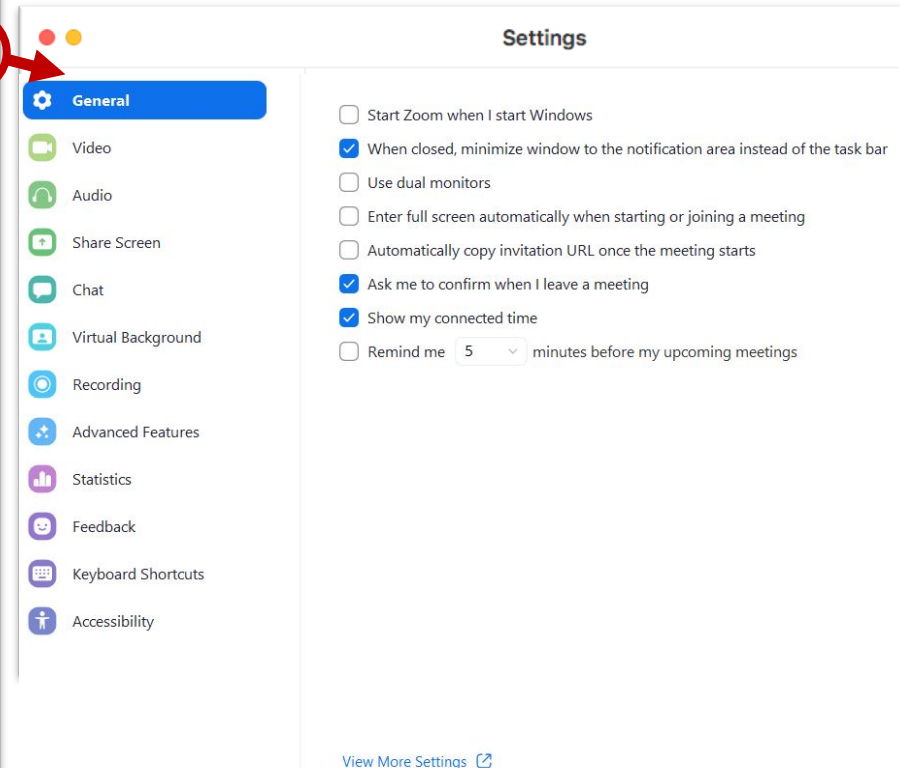 Settings
General
Video
Audio
Share Screen
Chat
Virtual Background
Recording
Advanced Features
Statistics
Feedback
Keyboard Shortcuts
Accessibility
Start Zoom when I start Windows
When closed, minimize window to the notification area instead of the task bar
Use dual monitors
Enter full screen automatically when starting or joining a meeting
Automatically copy invitation URL once the meeting starts
Ask me to confirm when I leave a meeting
Show my connected time
Remind me 5 minutes before my upcoming meetings
View More Settings